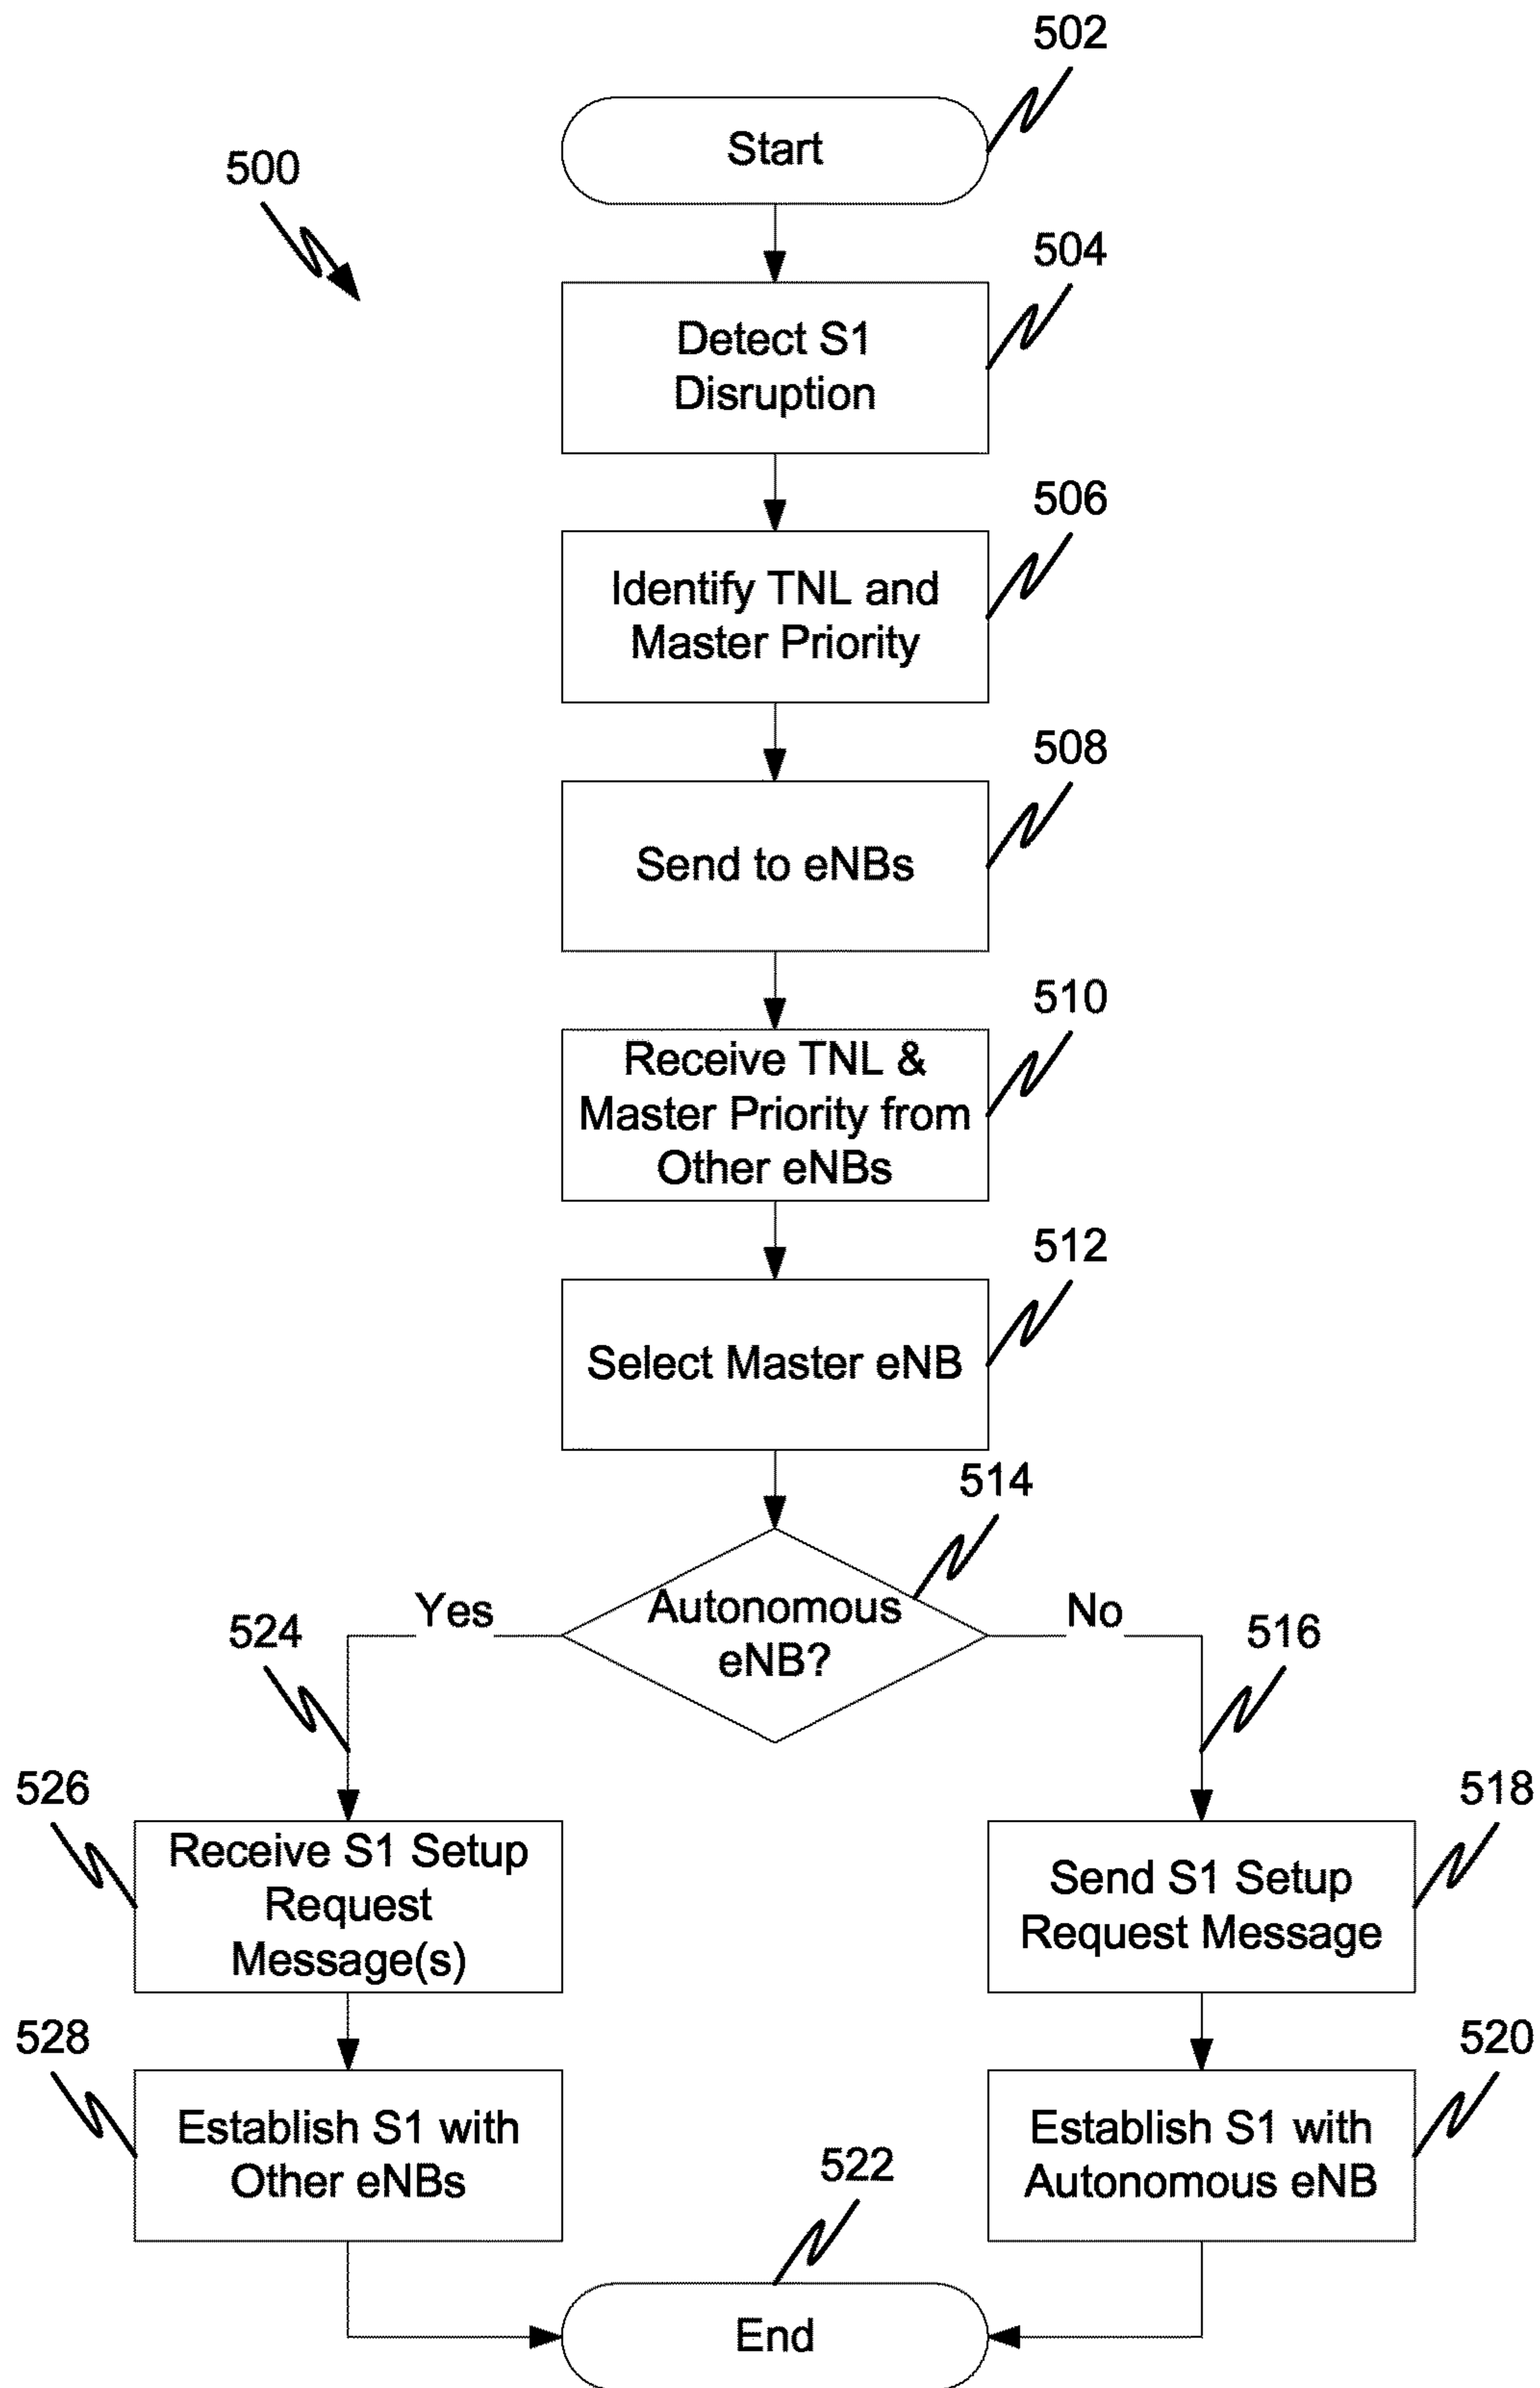 502
Start
500
504
Detect S1
Disruption
506
Identify TNL and
Master Priority
508
Send to eNBs
510
Receive TNL &
Master Priority from
Other eNBs
512
Select Master eNB
514
Autonomous
eNB?
Yes
No
524
516
526
Receive S1 Setup
Request
Message(s)
518
Send S1 Setup
Request Message
528
Establish S1 with
Other eNBs
520
Establish S1 with
Autonomous eNB
522
End